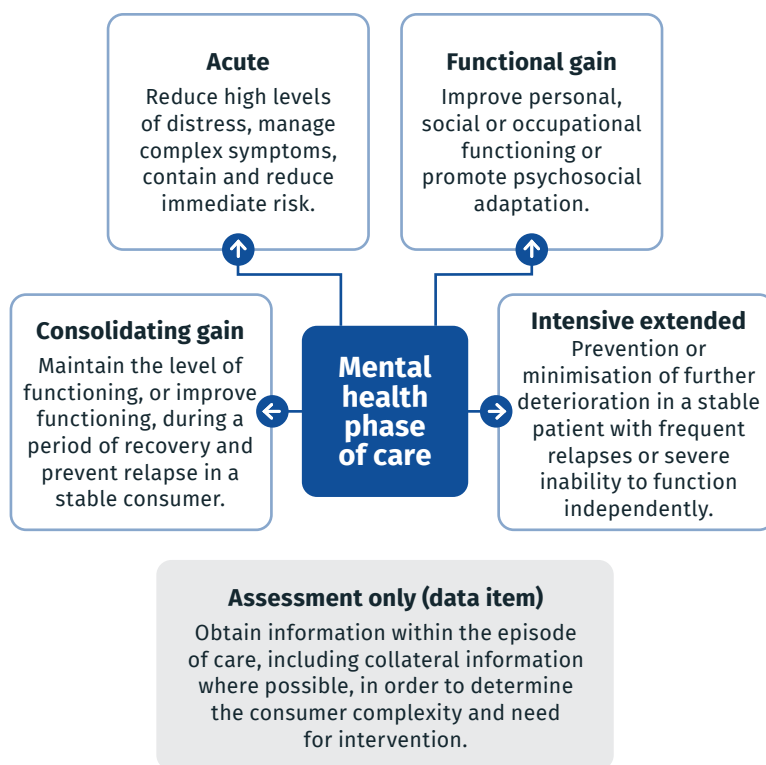 Acute
Reduce high levels
of distress, manage
complex symptoms,
contain and reduce
immediate risk.
Functional gain
Improve personal,
social or occupational
functioning or
promote psychosocial
adaptation.
Consolidating gain
Maintain the level of
functioning, or improve
functioning, during a
period of recovery and
prevent relapse in a
stable consumer.
Mental
health
phase
of care
Intensive extended
Prevention or
minimisation of further
deterioration in a stable
patient with frequent
relapses or severe
inability to function
independently.
Assessment only (data item)
Obtain information within the episode
of care, including collateral information
where possible, in order to determine
the consumer complexity and need
for intervention.